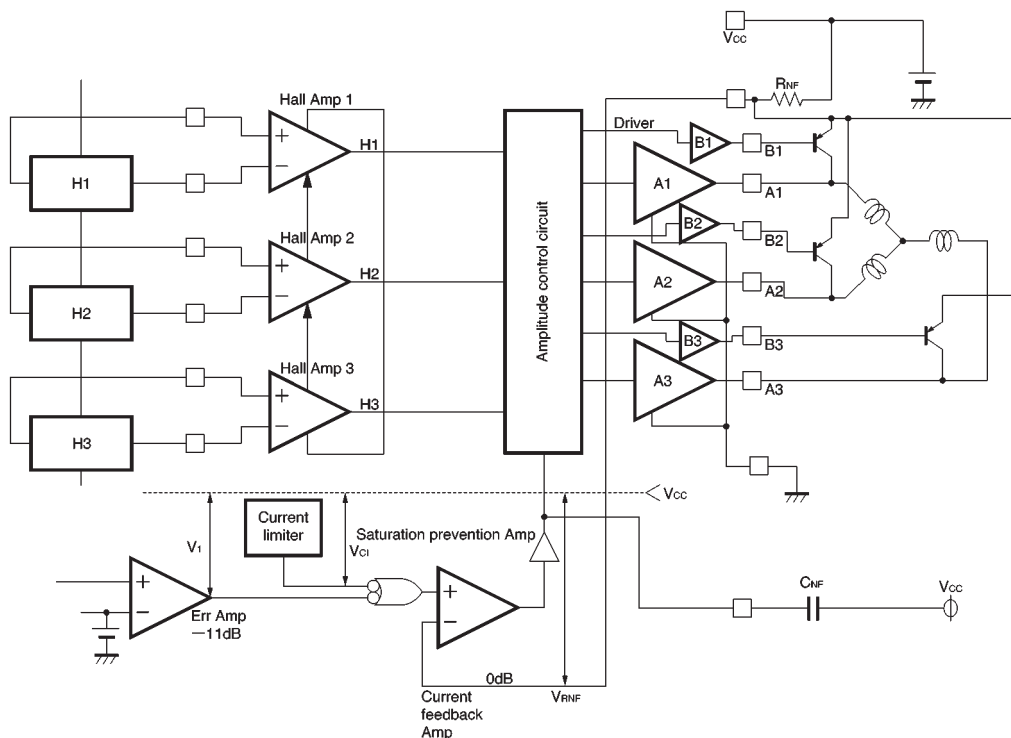 Vcc
RNF
Hall Amp 1
+
−
H1
H1
Driver
B1
B1
A1
A1
Hall Amp 2
+
−
H2
H2
Amplitude control circuit
B2
B2
A2
A2
Hall Amp 3
+
−
H3
H3
B3
B3
A3
A3
Vcc
Current
limiter
V1
VCI
Saturation prevention Amp
+
−
Err Amp
−11dB
+
−
0dB
VRNF
Current
feedback
Amp
CNF
Vcc